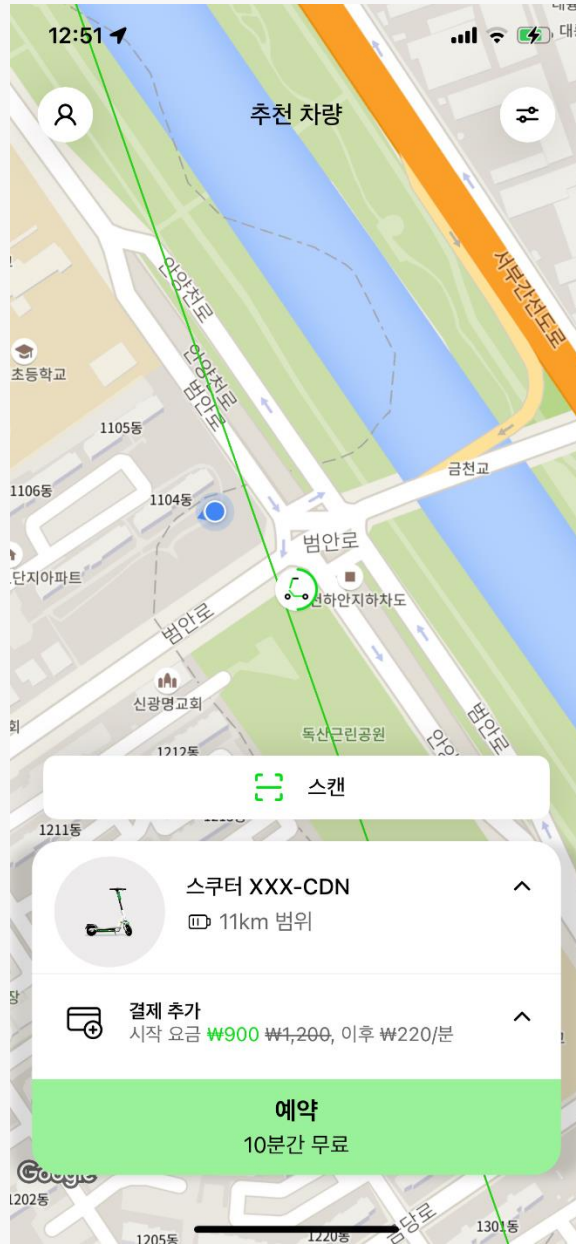 12:51
추천 차량
서부간선도로
안양천로
안양천로
범안로
초등학교
1105동
금천교
1106동
1104동
범안로
단지아파트
천하안지하차도
범안로
신광명교회
독산근린공원
범안로
1212동
스캔
1211동
스쿠터 XXX-CDN
11km 범위
결제 추가
시작 요금 ₩900 ₩1,200, 이후 ₩220/분
예약
10분간 무료
Google
1202동
1205동
1220동
1301동